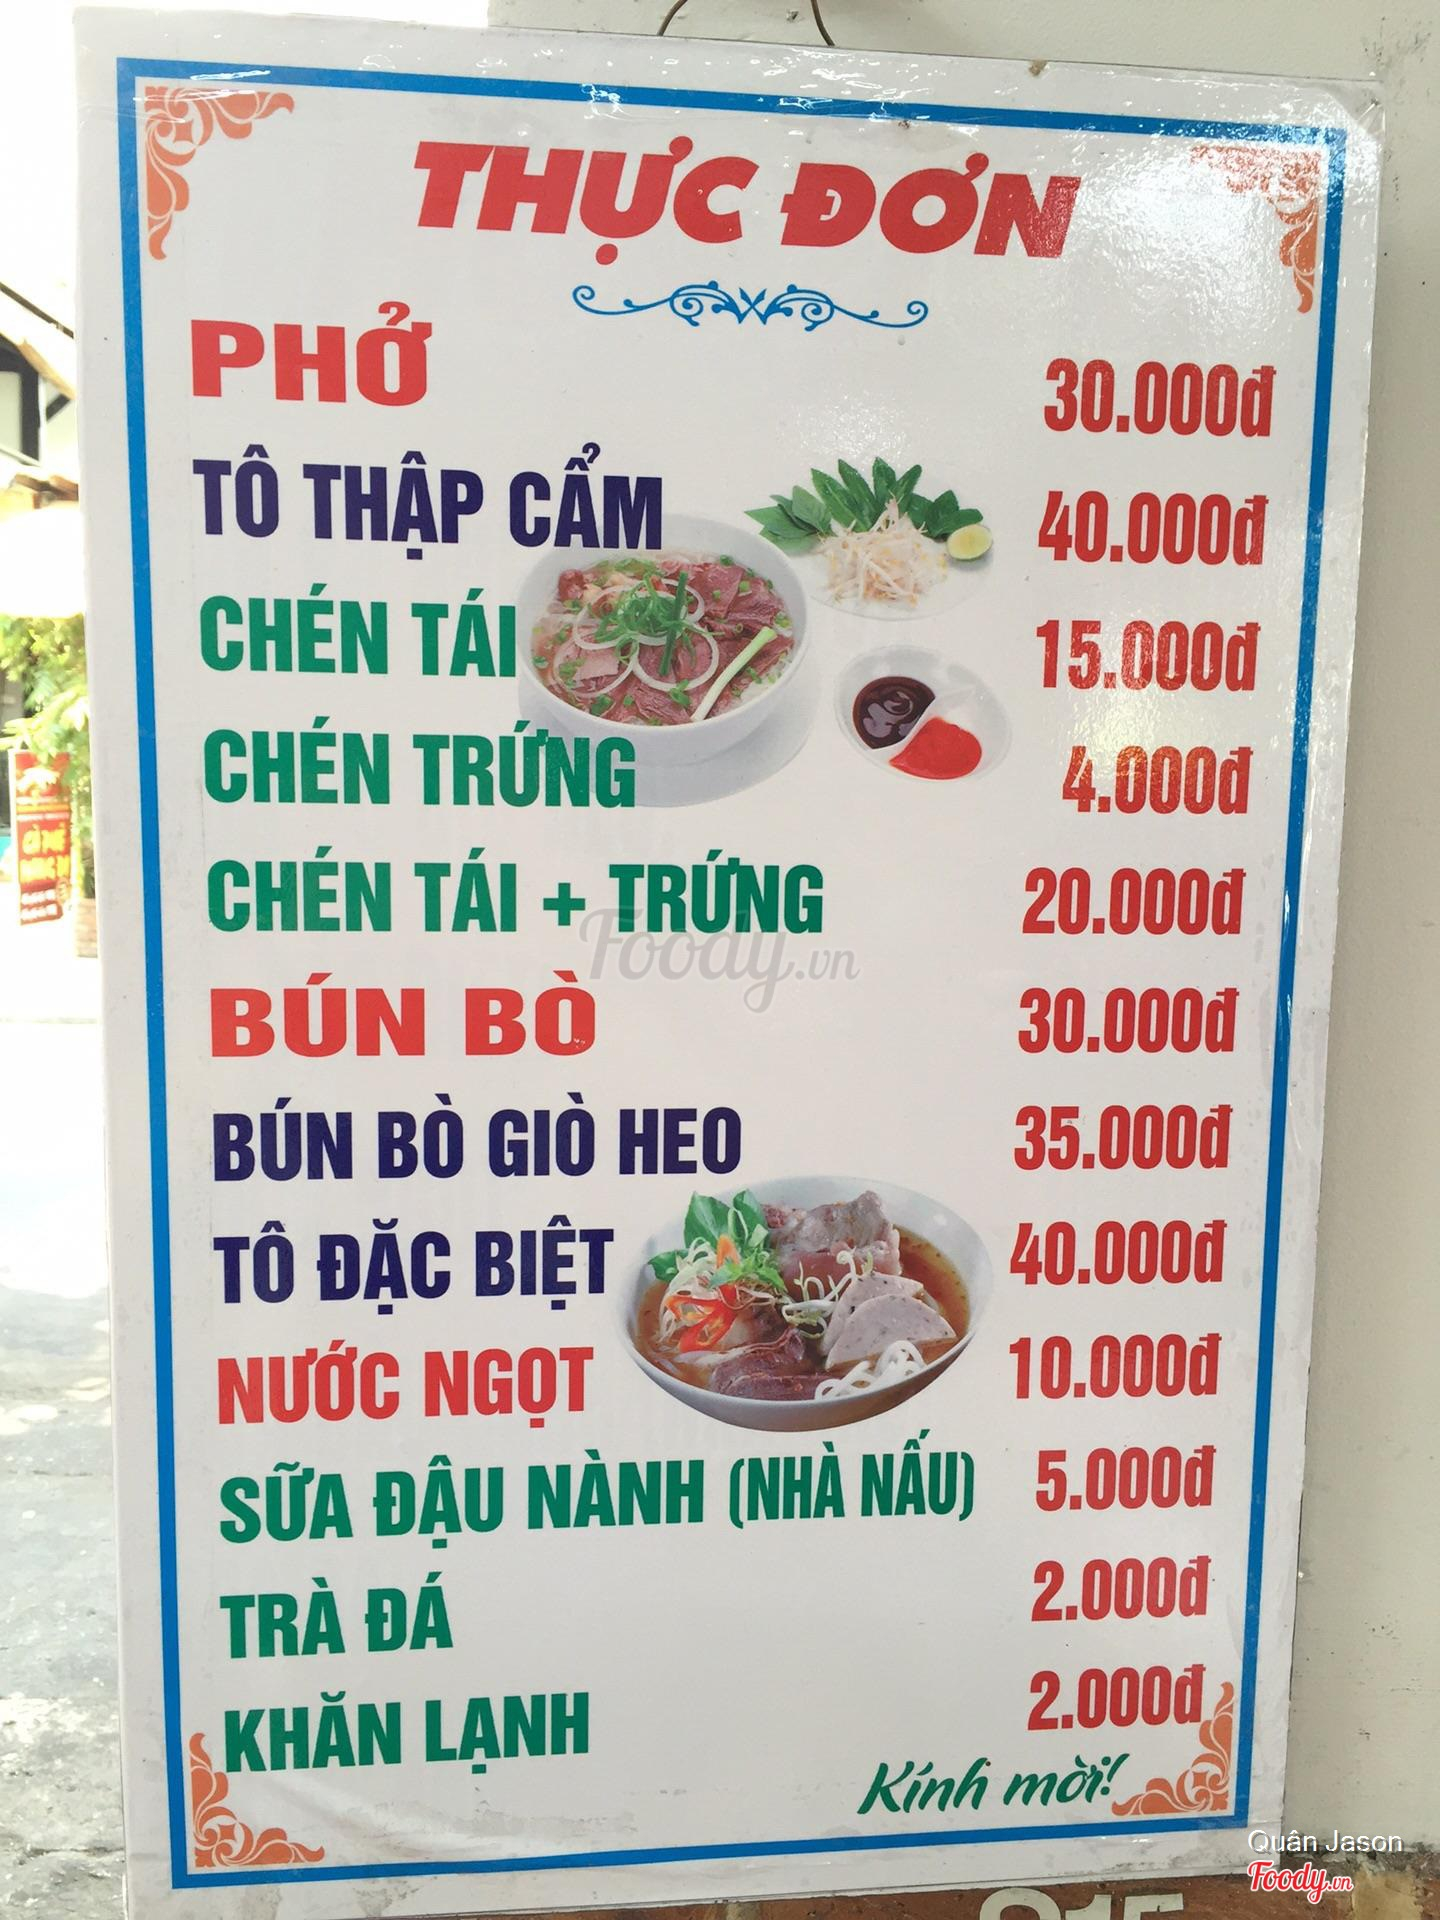 THỰC ĐƠN
PHỞ 30.000đ
TÔ THẬP CẨM 40.000đ
CHÉN TÁI 15.000đ
CHÉN TRỨNG 4.000đ
CHÉN TÁI + TRỨNG 20.000đ
Foody.vn
BÚN BÒ 30.000đ
BÚN BÒ GIÒ HEO 35.000đ
TÔ ĐẶC BIỆT 40.000đ
NƯỚC NGỌT 10.000đ
SỮA ĐẬU NÀNH (NHÀ NẤU) 5.000đ
TRÀ ĐÁ 2.000đ
KHĂN LẠNH 2.000đ
Kính mời!
Quân Jason
Foody.vn